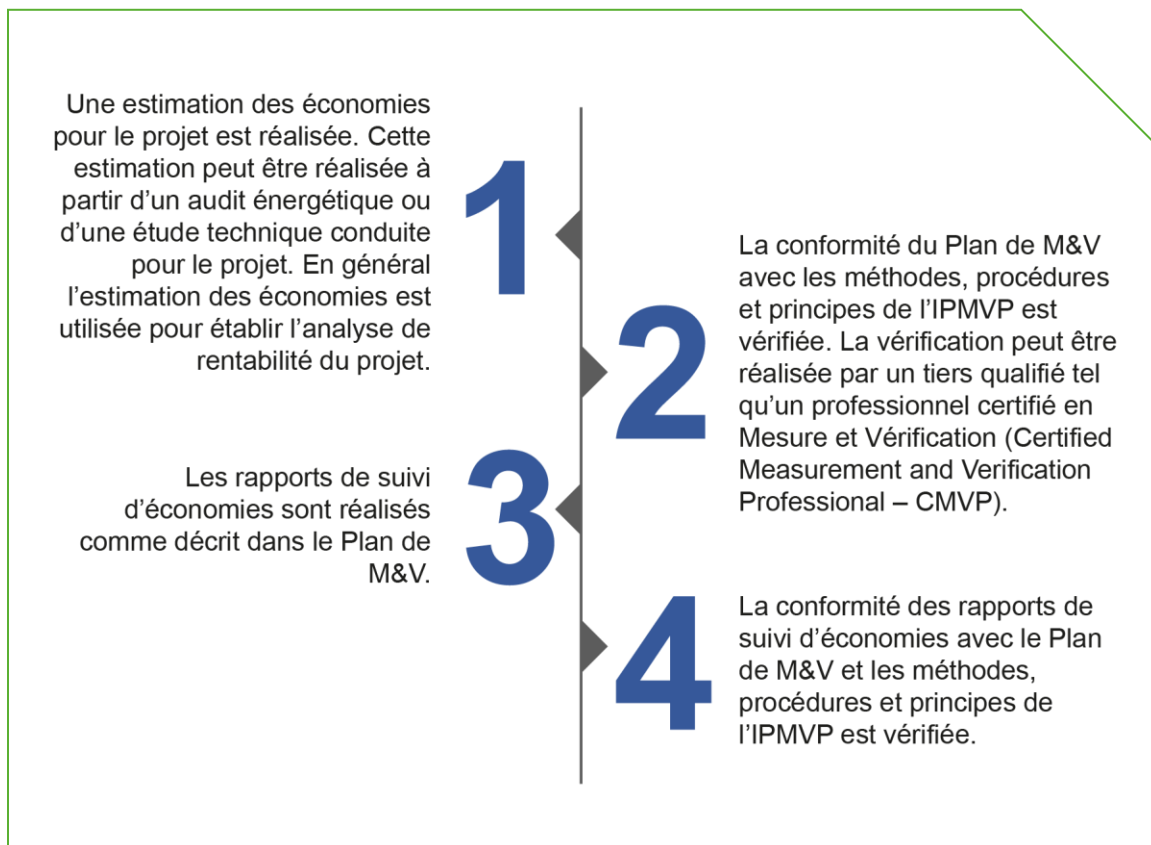 Une estimation des économies
pour le projet est réalisée. Cette
estimation peut être réalisée à
partir d’un audit énergétique ou
d’une étude technique conduite
pour le projet. En général
l’estimation des économies est
utilisée pour établir l’analyse de
rentabilité du projet.
1
2
La conformité du Plan de M&V
avec les méthodes, procédures
et principes de l’IPMVP est
vérifiée. La vérification peut être
réalisée par un tiers qualifié tel
qu’un professionnel certifié en
Mesure et Vérification (Certified
Measurement and Verification
Professional – CMVP).
Les rapports de suivi
d’économies sont réalisés
comme décrit dans le Plan de
M&V.
3
4
La conformité des rapports de
suivi d’économies avec le Plan
de M&V et les méthodes,
procédures et principes de
l’IPMVP est vérifiée.